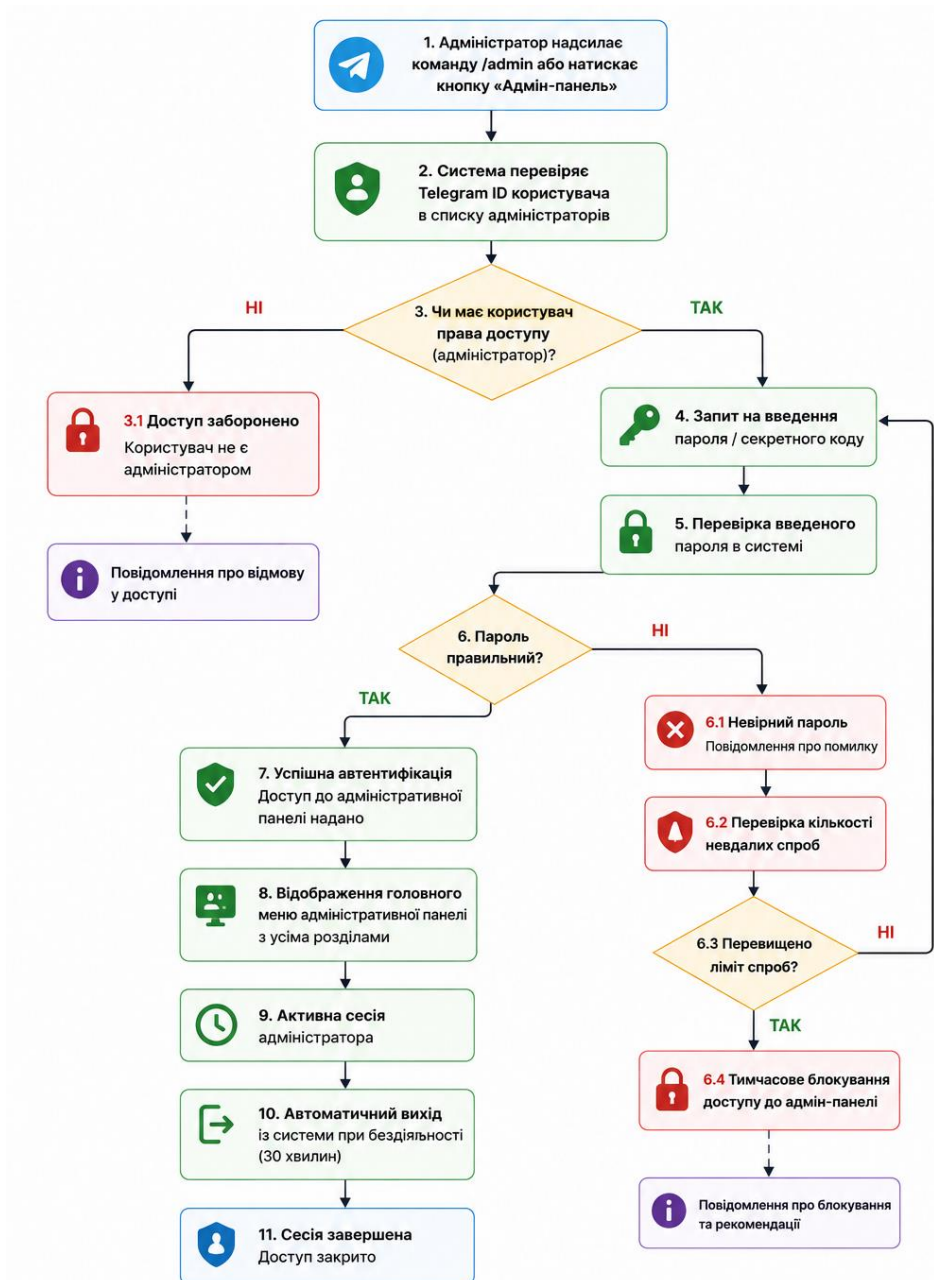 1. Адміністратор надсилає
команду /admin або натискає
кнопку «Адмін-панель»
2. Система перевіряє
Telegram ID користувача
в списку адміністраторів
3. Чи має користувач
права доступу
(адміністратор)?
НІ
ТАК
3.1 Доступ заборонено
Користувач не є
адміністратором
Повідомлення про відмову
у доступі
4. Запит на введення
пароля / секретного коду
5. Перевірка введеного
пароля в системі
6. Пароль
правильний?
НІ
ТАК
6.1 Невірний пароль
Повідомлення про помилку
6.2 Перевірка кількості
невдалих спроб
6.3 Перевищено
ліміт спроб?
НІ
ТАК
6.4 Тимчасове блокування
доступу до адмін-панелі
Повідомлення про блокування
та рекомендації
7. Успішна автентифікація
Доступ до адміністративної
панелі надано
8. Відображення головного
меню адміністративної панелі
з усіма розділами
9. Активна сесія
адміністратора
10. Автоматичний вихід
із системи при бездіяльності
(30 хвилин)
11. Сесія завершена
Доступ закрито